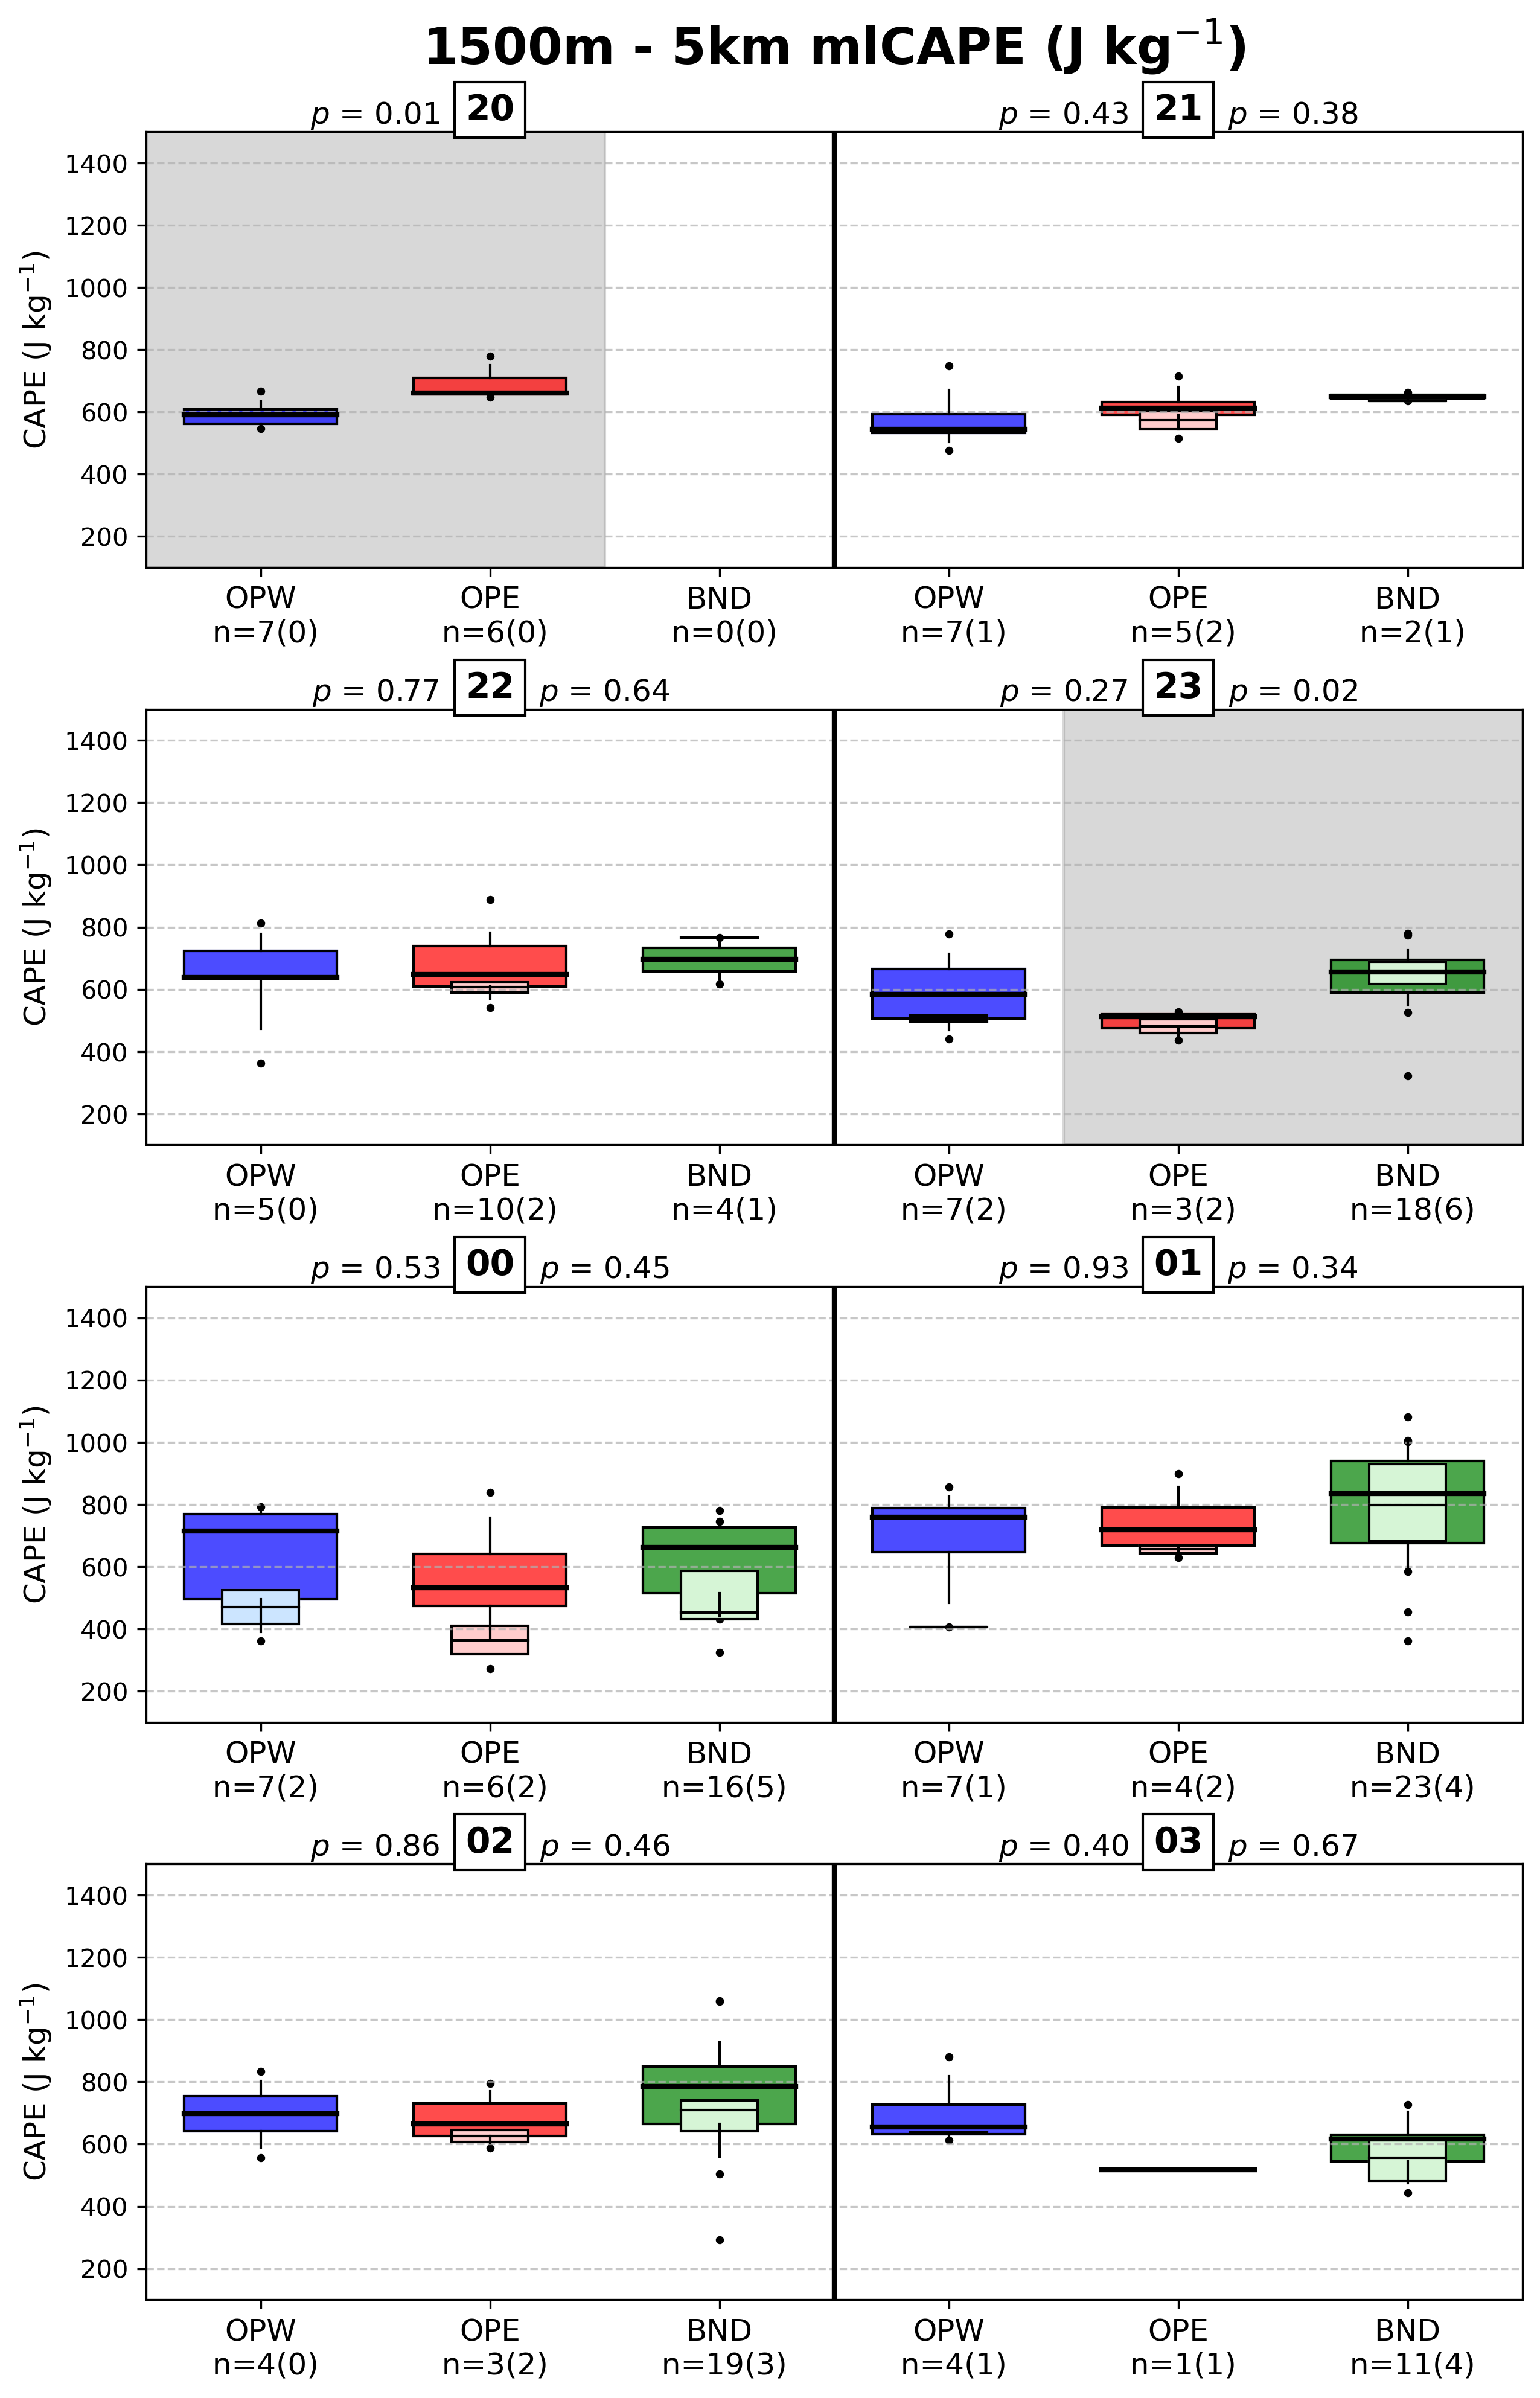 1500m - 5km mlCAPE (J kg⁻¹)
p = 0.01 20
p = 0.43 21 p = 0.38
CAPE (J kg⁻¹)
1400
1200
1000
800
600
400
200
OPW OPE BND OPW OPE BND
n=7(0) n=6(0) n=0(0) n=7(1) n=5(2) n=2(1)
p = 0.77 22 p = 0.64
p = 0.27 23 p = 0.02
CAPE (J kg⁻¹)
1400
1200
1000
800
600
400
200
OPW OPE BND OPW OPE BND
n=5(0) n=10(2) n=4(1) n=7(2) n=3(2) n=18(6)
p = 0.53 00 p = 0.45
p = 0.93 01 p = 0.34
CAPE (J kg⁻¹)
1400
1200
1000
800
600
400
200
OPW OPE BND OPW OPE BND
n=7(2) n=6(2) n=16(5) n=7(1) n=4(2) n=23(4)
p = 0.86 02 p = 0.46
p = 0.40 03 p = 0.67
CAPE (J kg⁻¹)
1400
1200
1000
800
600
400
200
OPW OPE BND OPW OPE BND
n=4(0) n=3(2) n=19(3) n=4(1) n=1(1) n=11(4)